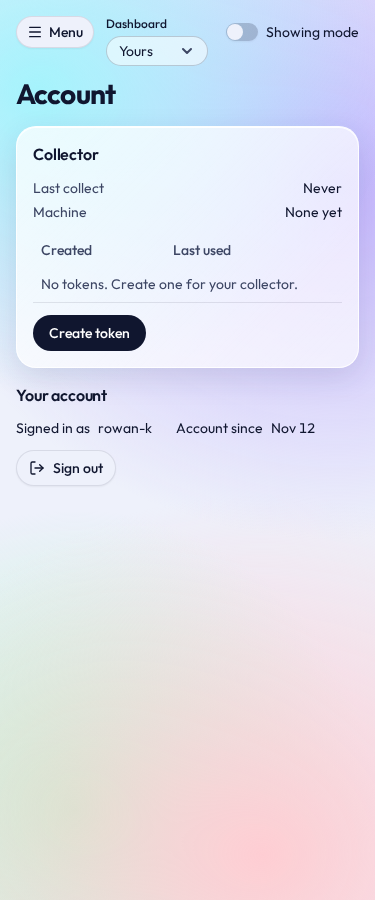 Menu
Dashboard
Yours
Showing mode
Account
Collector
Last collect Never
Machine None yet
Created Last used
No tokens. Create one for your collector.
Create token
Your account
Signed in as rowan-k Account since Nov 12
Sign out